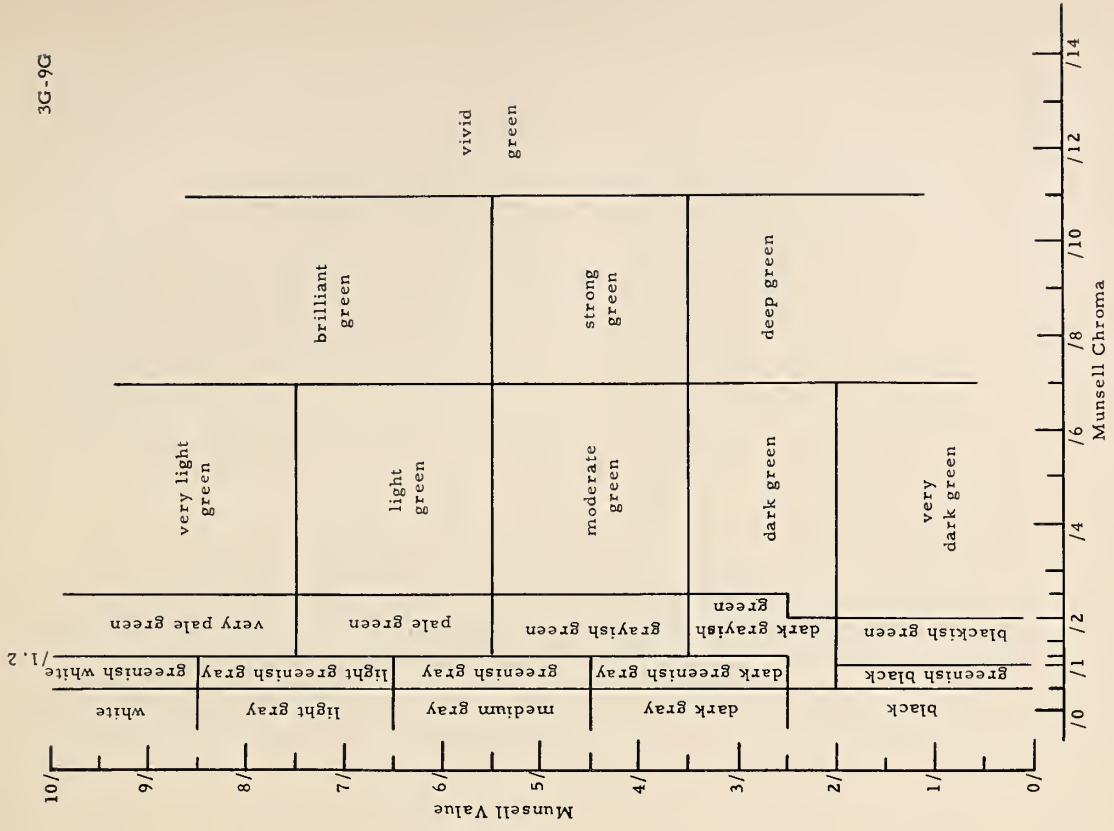 3G-9G
vivid
green
brilliant
green
strong
green
deep green
very light
green
light
green
moderate
green
dark green
very
dark green
very pale green
pale green
grayish green
dark grayish
green
blackish green
/1.2
greenish white
light greenish gray
greenish gray
dark greenish gray
greenish black
white
light gray
medium gray
dark gray
black
10/
9/
8/
7/
6/
5/
4/
3/
2/
1/
0/
Munsell Value
/0
/1
/2
/4
/6
/8
/10
/12
/14
Munsell Chroma